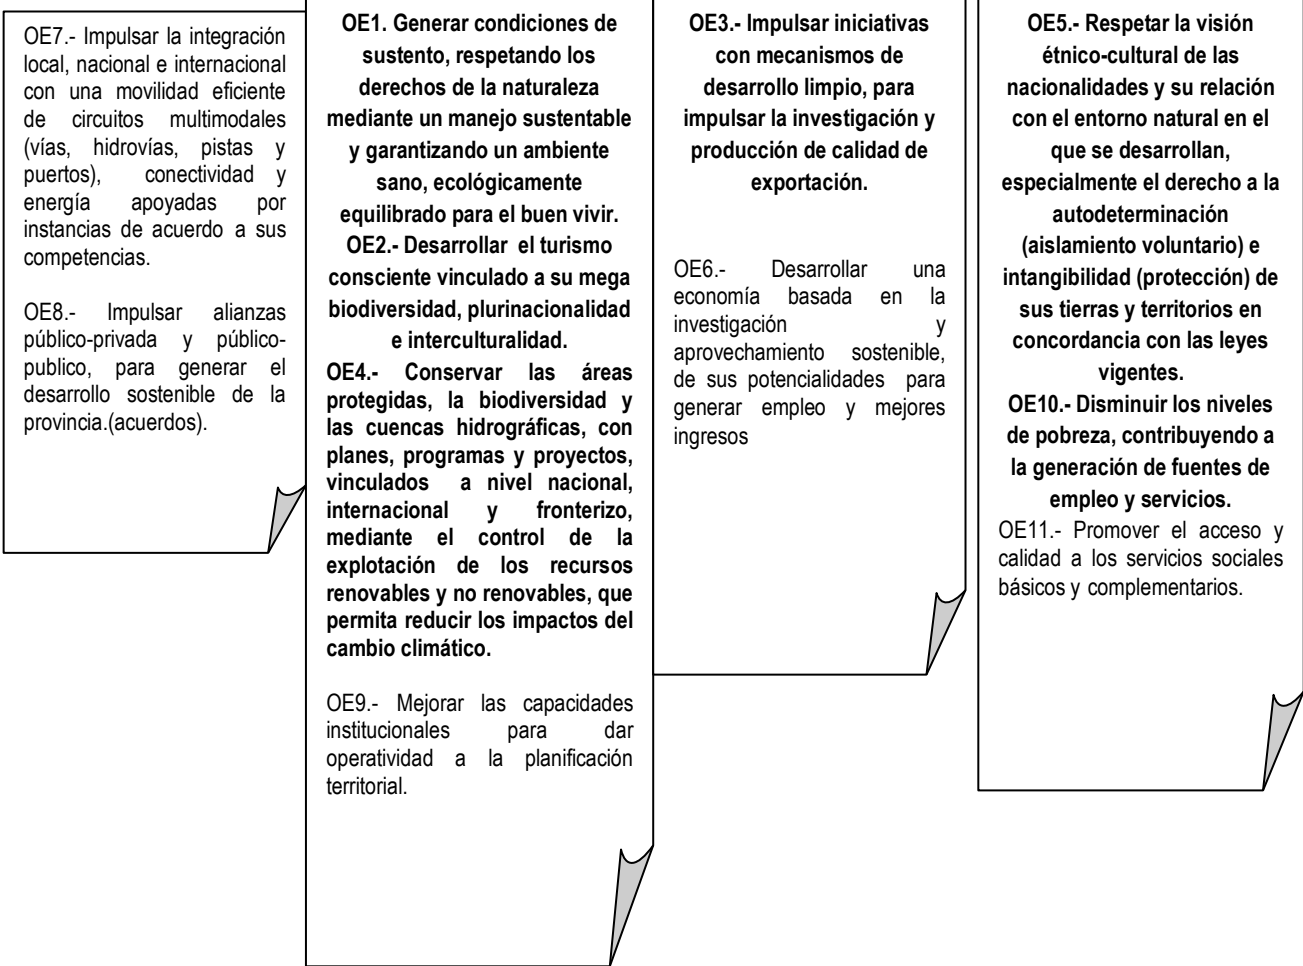 OE7.- Impulsar la integración
local, nacional e internacional
con una movilidad eficiente
de circuitos multimodales
(vías, hidrovías, pistas y
puertos), conectividad y
energía apoyadas por
instancias de acuerdo a sus
competencias.
OE8.- Impulsar alianzas
público-privada y público-
publico, para generar el
desarrollo sostenible de la
provincia.(acuerdos).
OE1. Generar condiciones de
sustento, respetando los
derechos de la naturaleza
mediante un manejo sustentable
y garantizando un ambiente
sano, ecológicamente
equilibrado para el buen vivir.
OE2.- Desarrollar el turismo
consciente vinculado a su mega
biodiversidad, plurinacionalidad
e interculturalidad.
OE4.- Conservar las áreas
protegidas, la biodiversidad y
las cuencas hidrográficas, con
planes, programas y proyectos,
vinculados a nivel nacional,
internacional y fronterizo,
mediante el control de la
explotación de los recursos
renovables y no renovables, que
permita reducir los impactos del
cambio climático.
OE9.- Mejorar las capacidades
institucionales para dar
operatividad a la planificación
territorial.
OE3.- Impulsar iniciativas
con mecanismos de
desarrollo limpio, para
impulsar la investigación y
producción de calidad de
exportación.
OE6.- Desarrollar una
economía basada en la
investigación y
aprovechamiento sostenible,
de sus potencialidades para
generar empleo y mejores
ingresos
OE5.- Respetar la visión
étnico-cultural de las
nacionalidades y su relación
con el entorno natural en el
que se desarrollan,
especialmente el derecho a la
autodeterminación
(aislamiento voluntario) e
intangibilidad (protección) de
sus tierras y territorios en
concordancia con las leyes
vigentes.
OE10.- Disminuir los niveles
de pobreza, contribuyendo a
la generación de fuentes de
empleo y servicios.
OE11.- Promover el acceso y
calidad a los servicios sociales
básicos y complementarios.